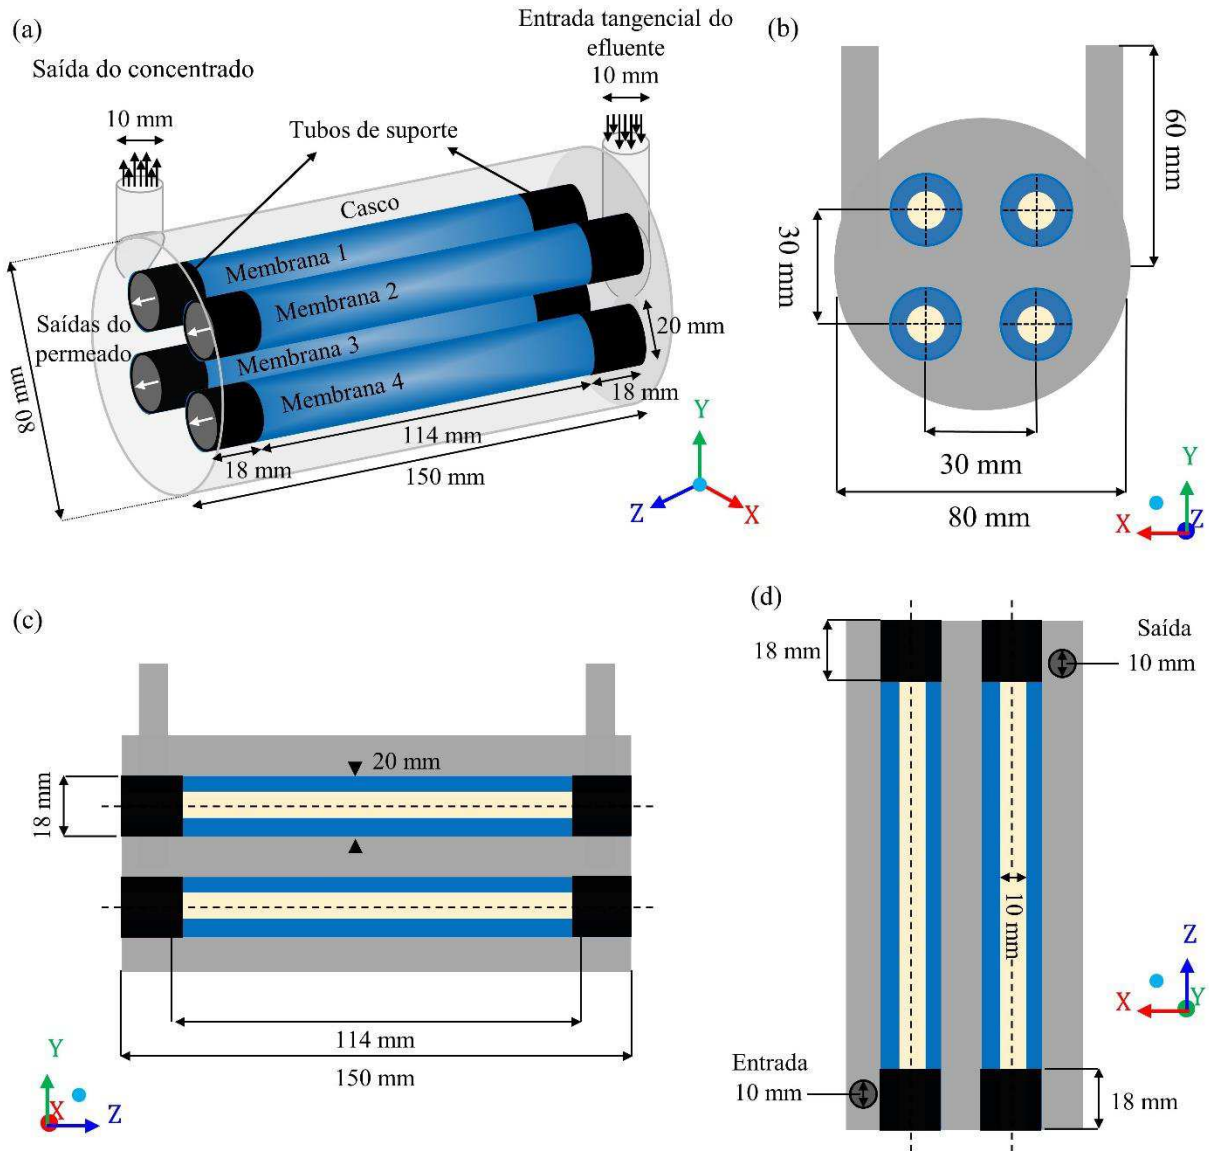 (a)
Saída do concentrado
10 mm
Entrada tangencial do
efluente
10 mm
Tubos de suporte
Casco
Membrana 1
Membrana 2
Saídas do
permeado
Membrana 3
Membrana 4
20 mm
80 mm
18 mm
114 mm
18 mm
150 mm
Y
Z
X
(b)
60 mm
30 mm
30 mm
80 mm
Y
X
Z
(c)
20 mm
18 mm
114 mm
150 mm
Y
X
Z
(d)
18 mm
Saída
10 mm
10 mm
Entrada
10 mm
18 mm
Z
X
Y